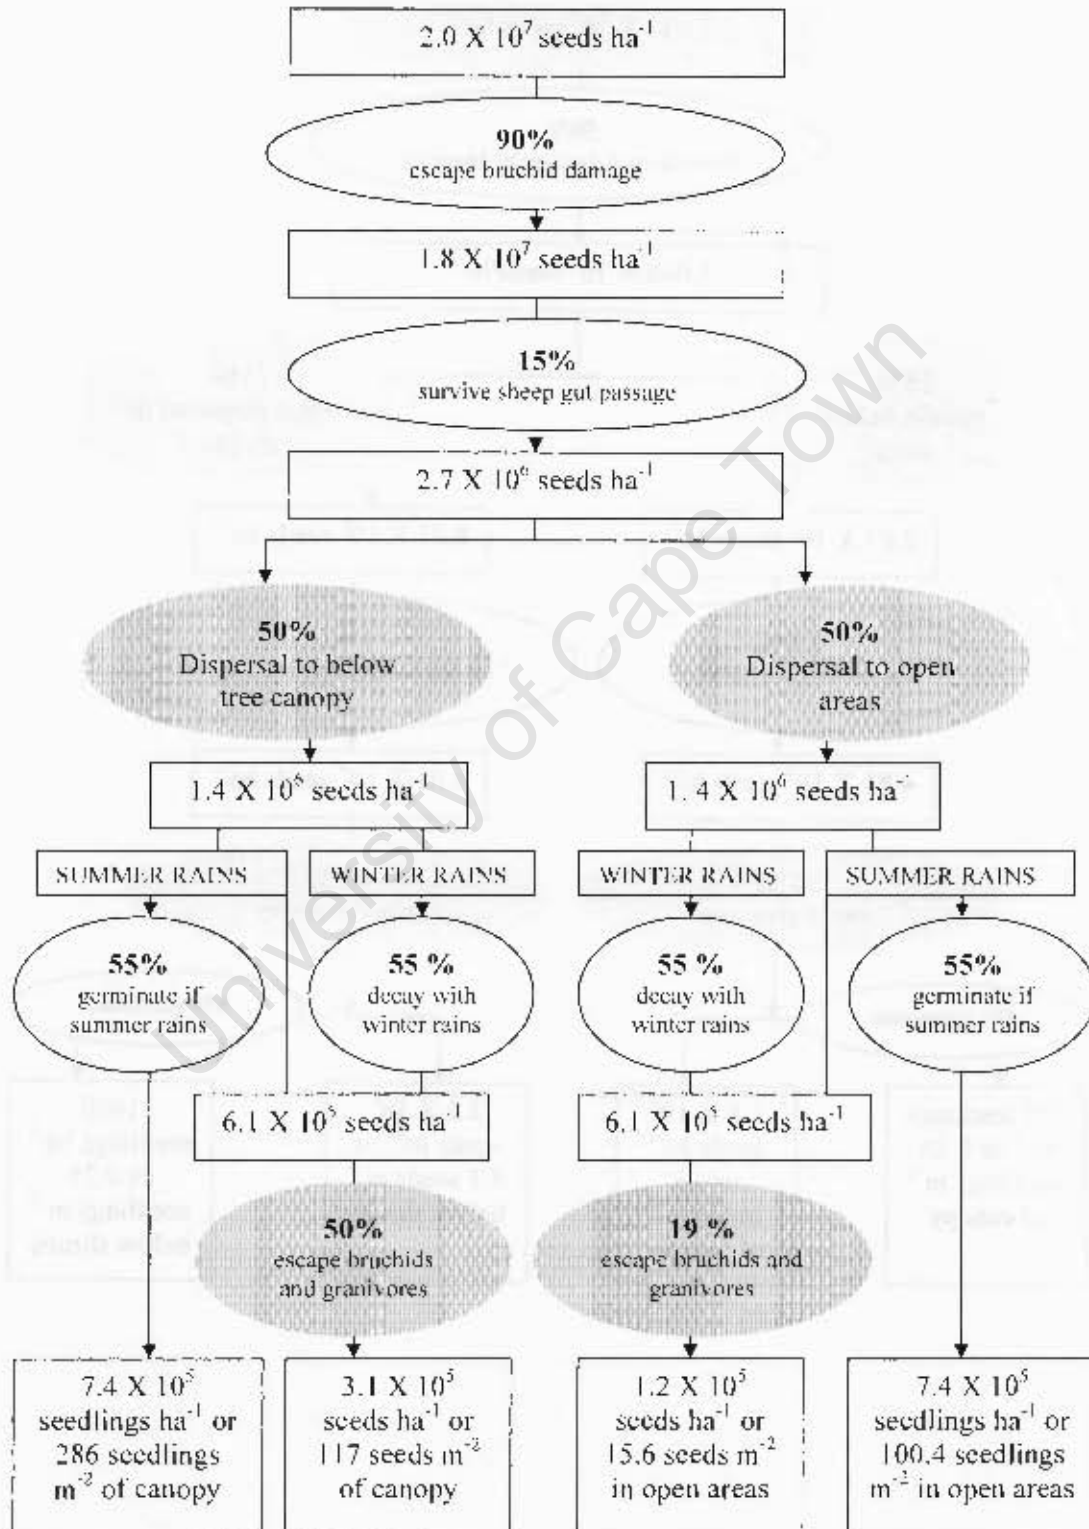 2.0 X 10⁷ seeds ha⁻¹
90%
escape bruchid damage
1.8 X 10⁷ seeds ha⁻¹
15%
survive sheep gut passage
2.7 X 10⁶ seeds ha⁻¹
50%
Dispersal to below
tree canopy
50%
Dispersal to open
areas
1.4 X 10⁶ seeds ha⁻¹
1. 4 X 10⁶ seeds ha⁻¹
SUMMER RAINS
WINTER RAINS
WINTER RAINS
SUMMER RAINS
55%
germinate if
summer rains
55 %
decay with
winter rains
55 %
decay with
winter rains
55%
germinate if
summer rains
6.1 X 10⁵ seeds ha⁻¹
6.1 X 10⁵ seeds ha⁻¹
50%
escape bruchids
and granivores
19 %
escape bruchids and
granivores
7.4 X 10⁵
seedlings ha⁻¹ or
286 seedlings
m⁻² of canopy
3.1 X 10⁵
seeds ha⁻¹ or
117 seeds m⁻²
of canopy
1.2 X 10⁵
seeds ha⁻¹ or
15.6 seeds m⁻²
in open areas
7.4 X 10⁵
seedlings ha⁻¹ or
100.4 seedlings
m⁻² in open areas
University of Cape Town